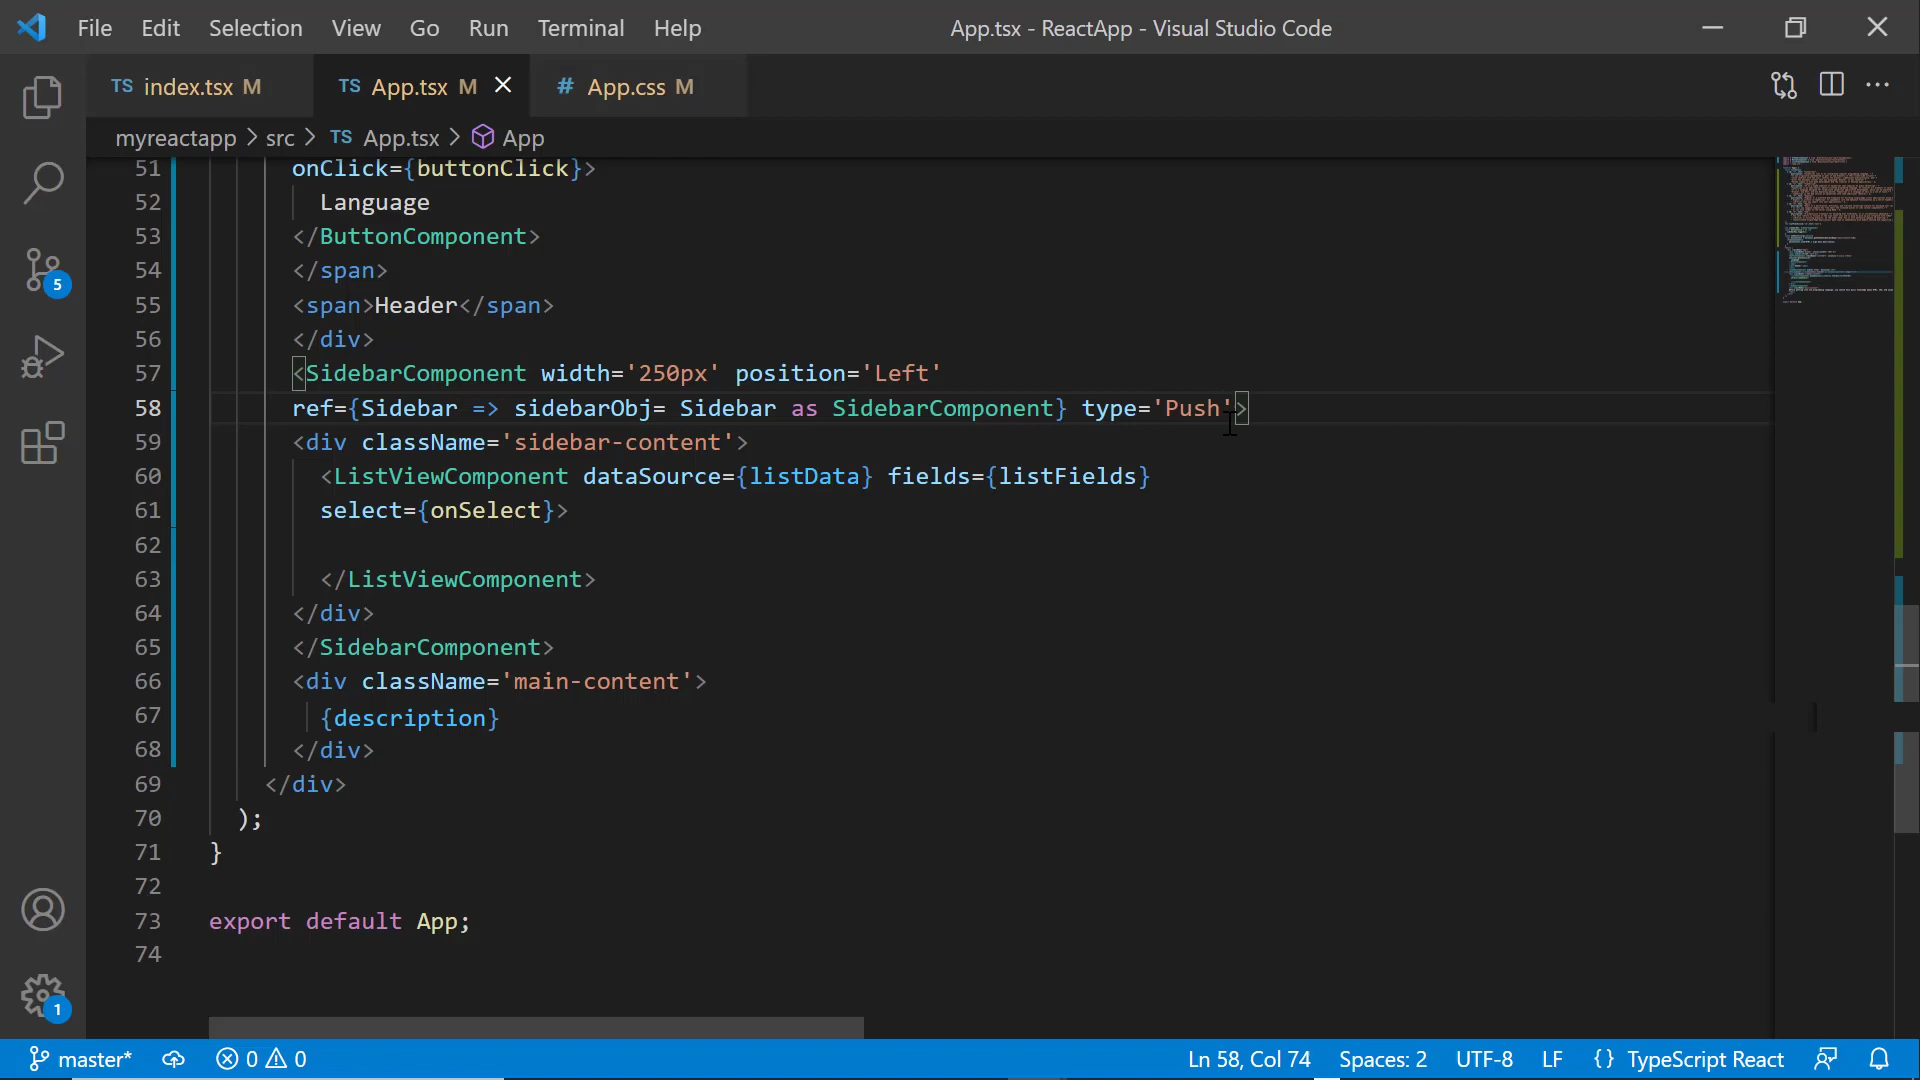 File Edit Selection View Go Run Terminal Help App.tsx - ReactApp - Visual Studio Code
TS index.tsx M TS App.tsx M # App.css M
myreactapp > src > TS App.tsx > App
51 onClick={buttonClick}>
52 Language
53 </ButtonComponent>
54 </span>
55 <span>Header</span>
56 </div>
57 <SidebarComponent width='250px' position='Left'
58 ref={Sidebar => sidebarObj= Sidebar as SidebarComponent} type='Push'>
59 <div className='sidebar-content'>
60 <ListViewComponent dataSource={listData} fields={listFields}
61 select={onSelect}>
62
63 </ListViewComponent>
64 </div>
65 </SidebarComponent>
66 <div className='main-content'>
67 {description}
68 </div>
69 </div>
70 );
71 }
72
73 export default App;
74
5
1
master* 0 0 Ln 58, Col 74 Spaces: 2 UTF-8 LF {} TypeScript React